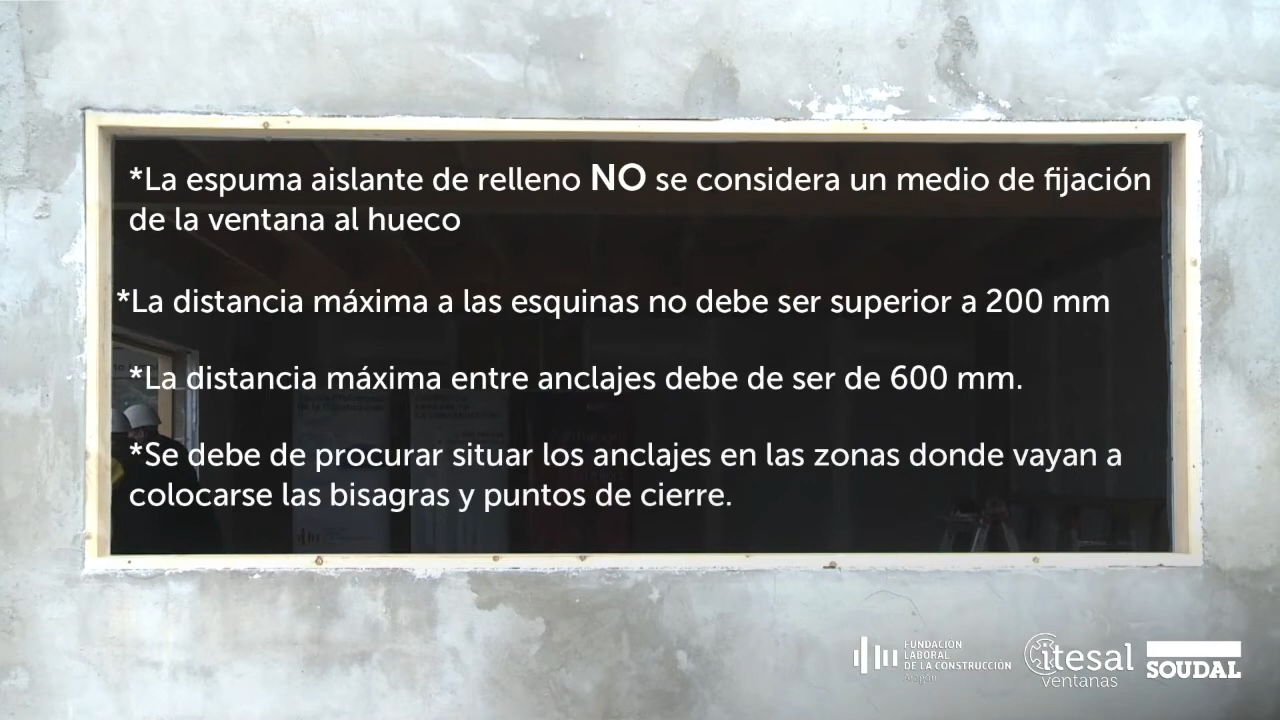 *La espuma aislante de relleno NO se considera un medio de fijación
de la ventana al hueco
*La distancia máxima a las esquinas no debe ser superior a 200 mm
*La distancia máxima entre anclajes debe de ser de 600 mm.
*Se debe de procurar situar los anclajes en las zonas donde vayan a
colocarse las bisagras y puntos de cierre.
FUNDACIÓN
LABORAL
DE LA CONSTRUCCIÓN
Aragón
itesal
ventanas
SOUDAL